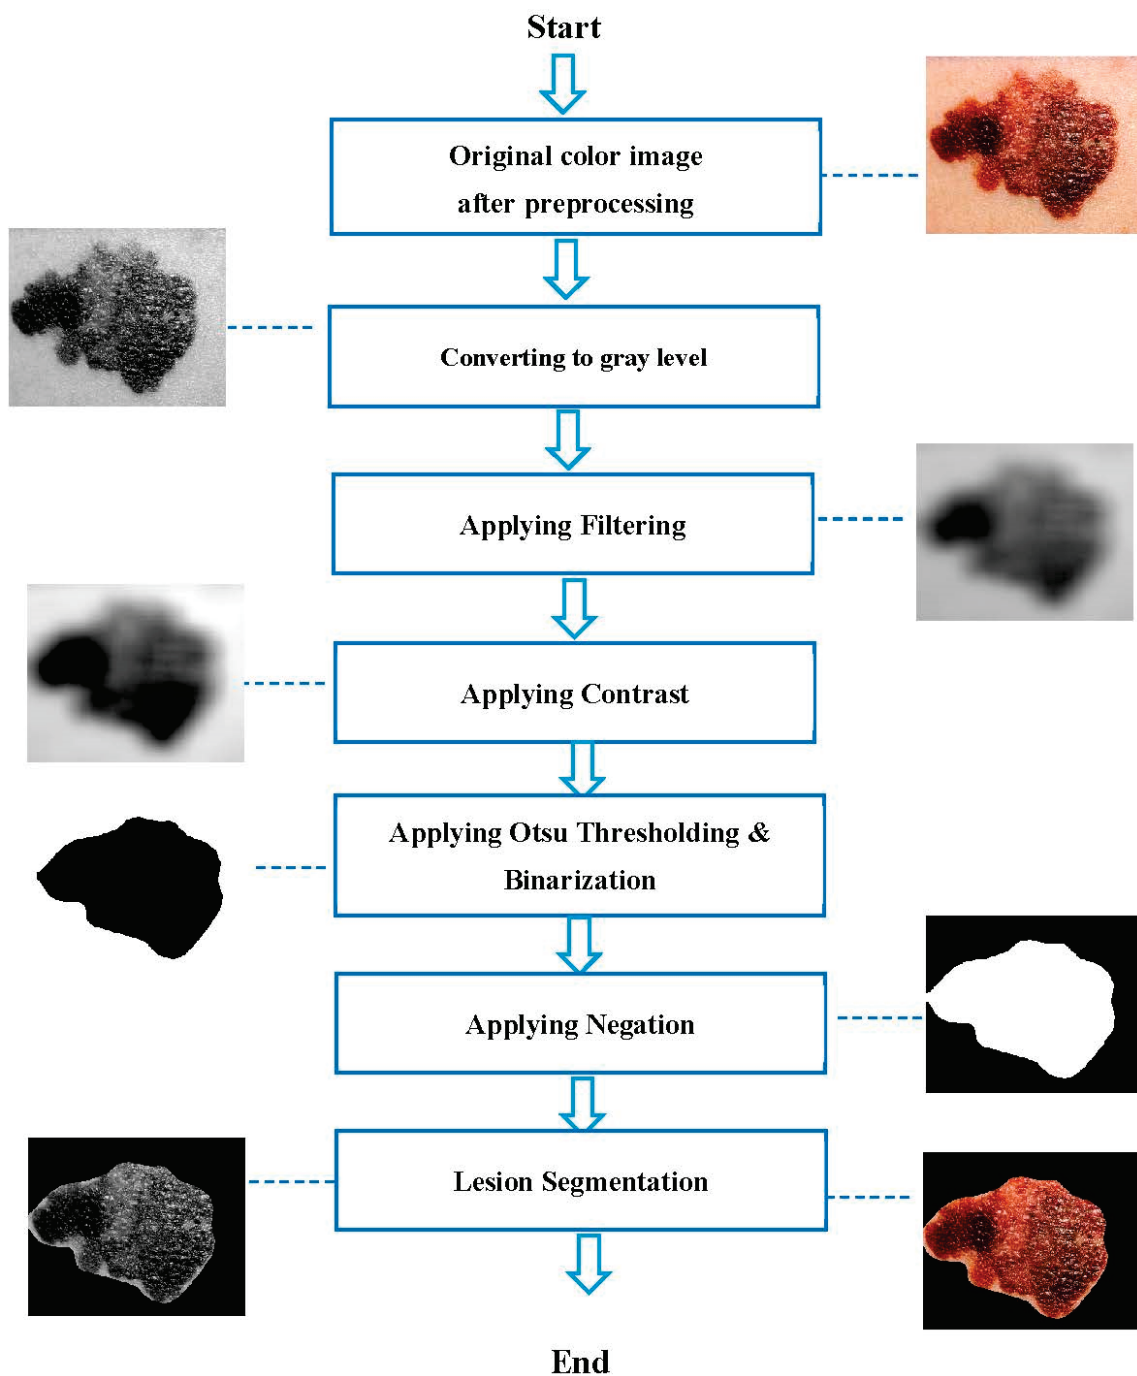 Start
Original color image
after preprocessing
Converting to gray level
Applying Filtering
Applying Contrast
Applying Otsu Thresholding &
Binarization
Applying Negation
Lesion Segmentation
End